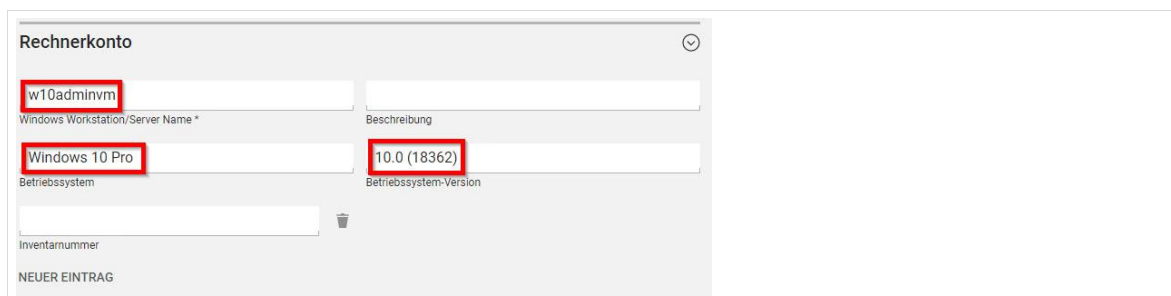 Rechnerkonto
w10adminvm
Windows Workstation/Server Name *
Beschreibung
Windows 10 Pro
10.0 (18362)
Betriebssystem
Betriebssystem-Version
Inventarnummer
NEUER EINTRAG